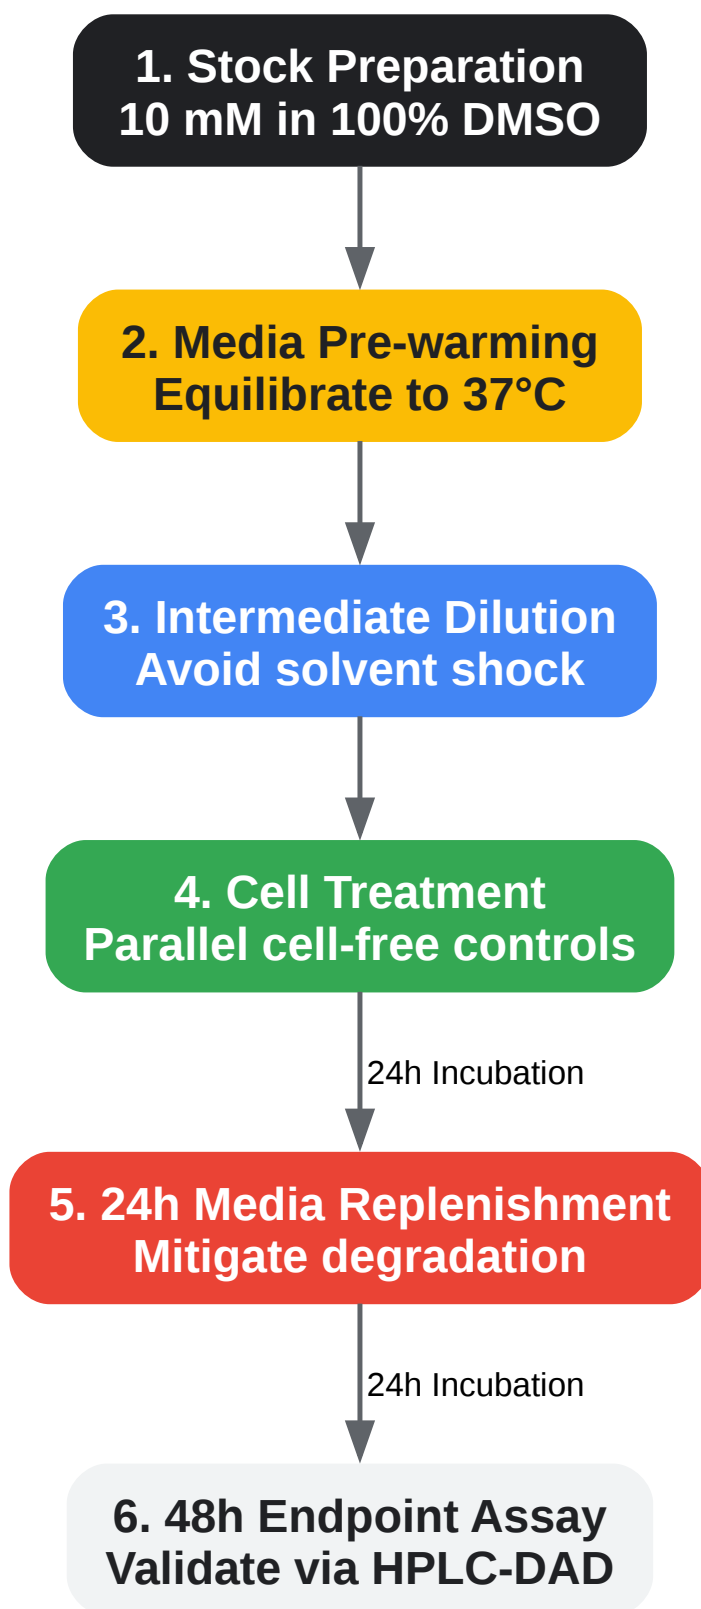 1. Stock Preparation
10 mM in 100% DMSO
2. Media Pre-warming
Equilibrate to 37°C
3. Intermediate Dilution
Avoid solvent shock
4. Cell Treatment
Parallel cell-free controls
24h Incubation
5. 24h Media Replenishment
Mitigate degradation
24h Incubation
6. 48h Endpoint Assay
Validate via HPLC-DAD